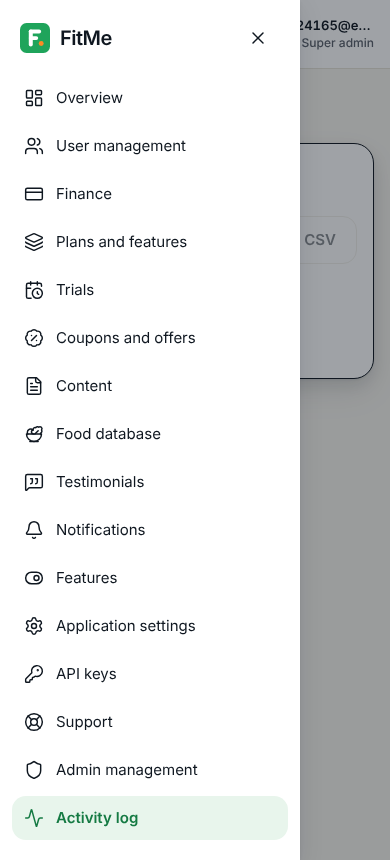 FitMe
24165@e...
Super admin
Overview
User management
Finance
CSV
Plans and features
Trials
Coupons and offers
Content
Food database
Testimonials
Notifications
Features
Application settings
API keys
Support
Admin management
Activity log